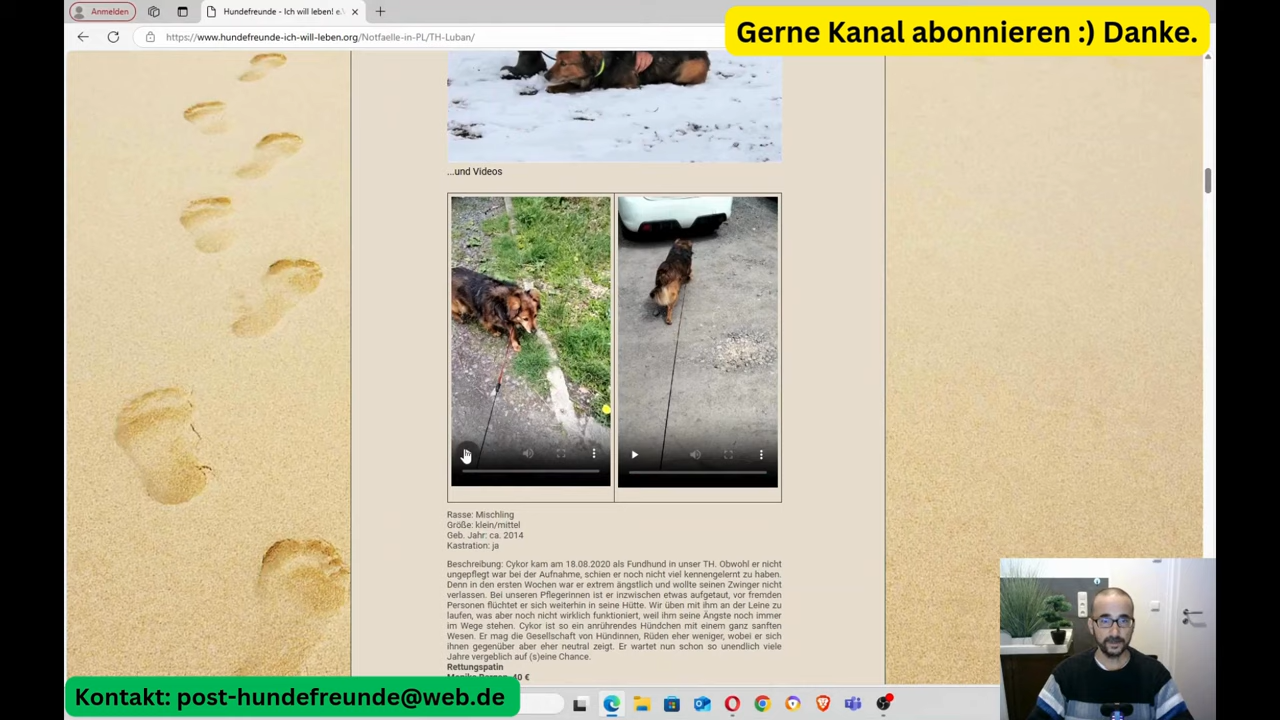 Anmelden
Hundefreunde - Ich will leben! e.V.
https://www.hundefreunde-ich-will-leben.org/Notfaelle-in-PL/TH-Luban/
Gerne Kanal abonnieren :) Danke.
...und Videos
Rasse: Mischling
Größe: klein/mittel
Geb. Jahr: ca. 2014
Kastration: ja
Beschreibung: Cykor kam am 18.08.2020 als Fundhund in unser TH. Obwohl er nicht
ungepflegt war bei der Aufnahme, schien er noch nicht viel kennengelernt zu haben.
Denn in den ersten Wochen war er extrem ängstlich und wollte seinen Zwinger nicht
verlassen. Bei unseren Pflegerinnen ist er inzwischen etwas aufgetaut, vor fremden
Personen flüchtet er sich weiterhin in seine Hütte. Wir üben mit ihm an der Leine zu
laufen, was aber noch nicht wirklich funktioniert, weil ihm seine Ängste noch immer
im Wege stehen. Cykor ist so ein anrührendes Hündchen mit einem ganz sanften
Wesen. Er mag die Gesellschaft von Hündinnen, Rüden eher weniger, wobei er sich
ihnen gegenüber aber eher neutral zeigt. Er wartet nun schon so unendlich viele
Jahre vergeblich auf (s)eine Chance.
Rettungspatin
40 €
Kontakt: post-hundefreunde@web.de